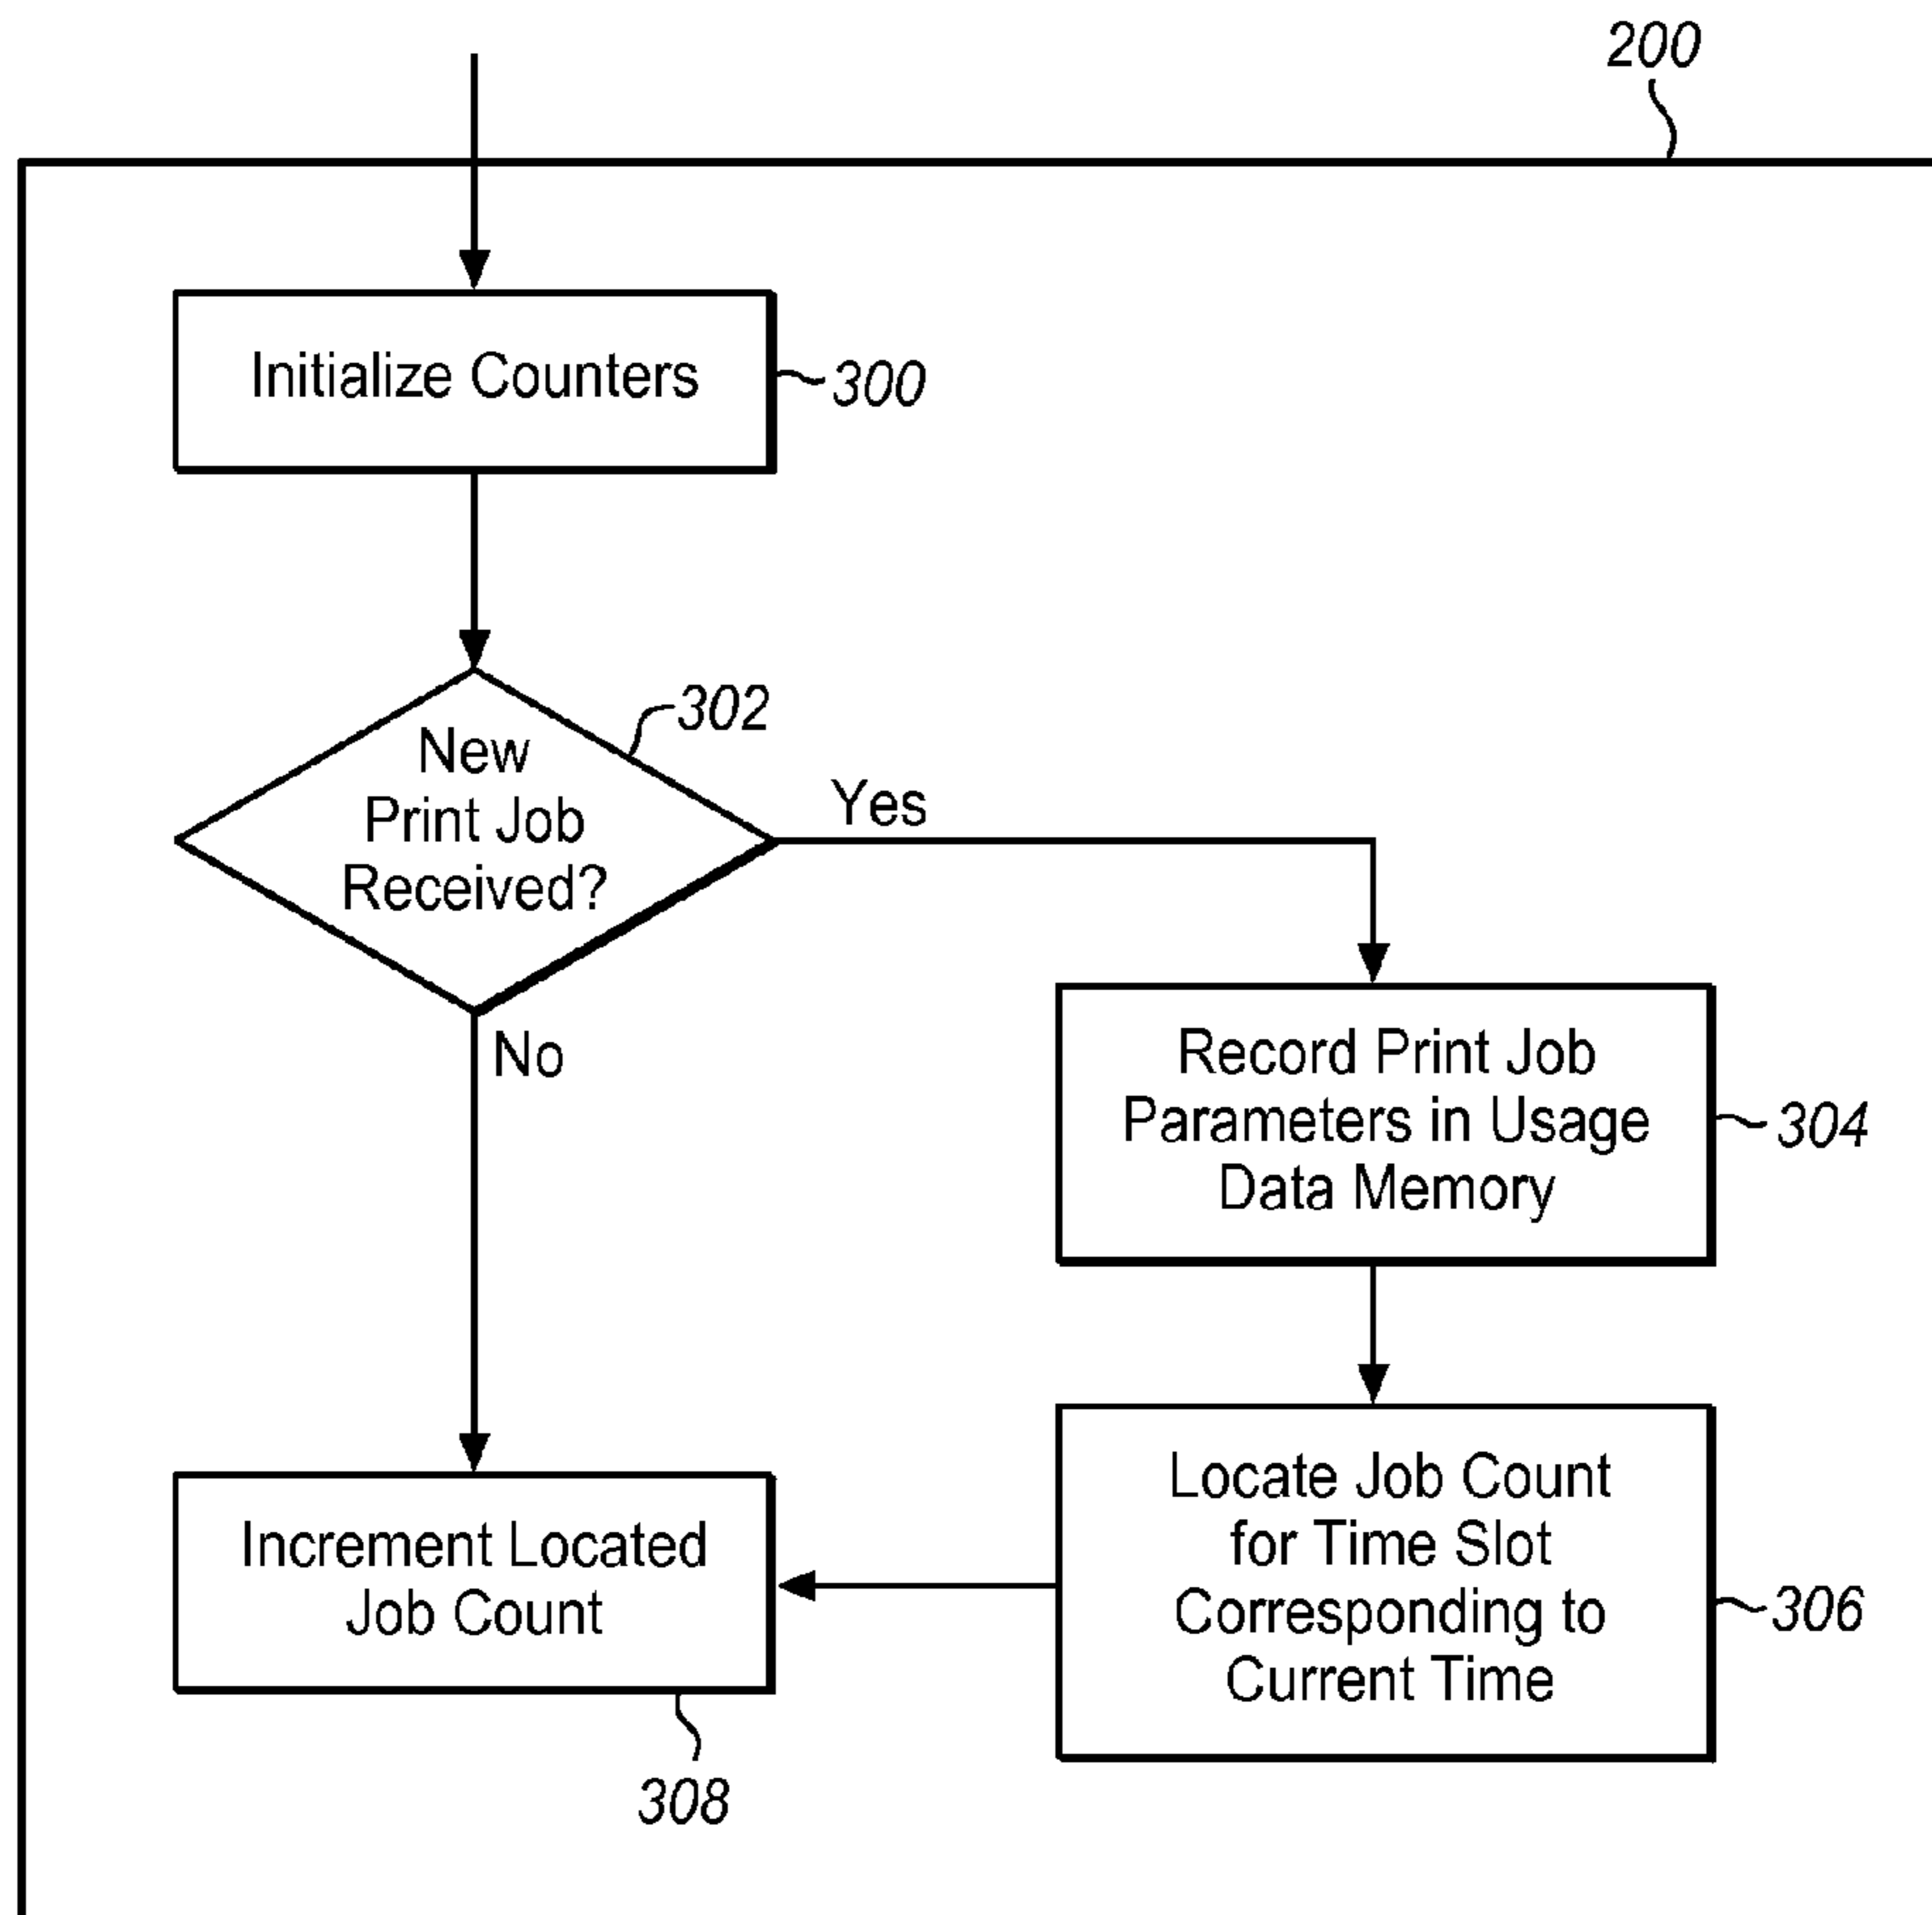 200
Initialize Counters
300
302
New
Print Job
Received?
Yes
No
Record Print Job
Parameters in Usage
Data Memory
304
Locate Job Count
for Time Slot
Corresponding to
Current Time
306
Increment Located
Job Count
308